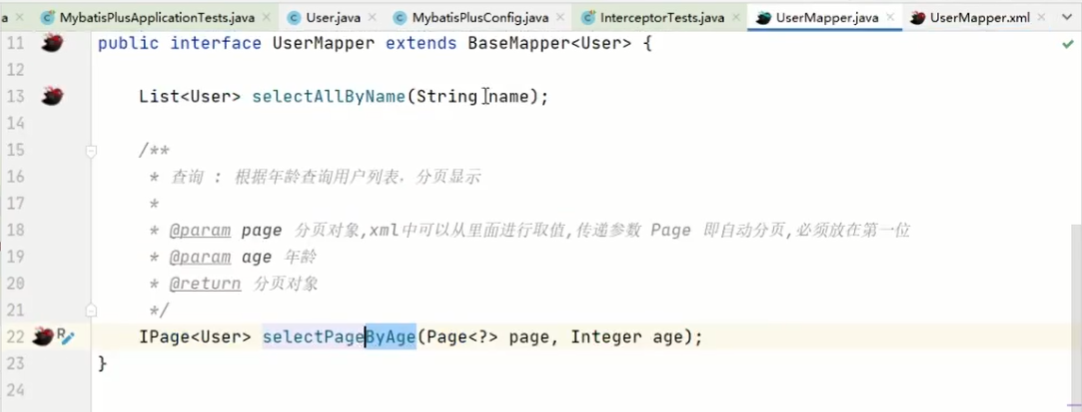 a MybatisPlusApplicationTests.java User.java MybatisPlusConfig.java InterceptorTests.java UserMapper.java UserMapper.xml
11 public interface UserMapper extends BaseMapper<User> {
12
13 List<User> selectAllByName(String name);
14
15 /**
16 * 查询 : 根据年龄查询用户列表，分页显示
17 *
18 * @param page 分页对象,xml中可以从里面进行取值,传递参数 Page 即自动分页,必须放在第一位
19 * @param age 年龄
20 * @return 分页对象
21 */
22 IPage<User> selectPageByAge(Page<?> page, Integer age);
23 }
24